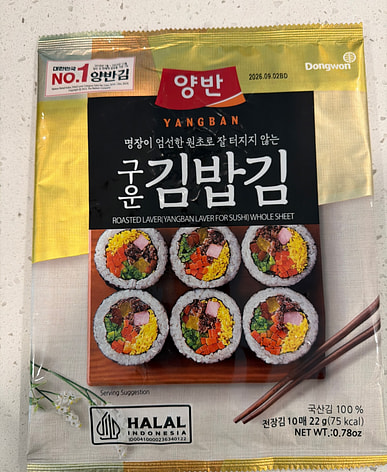 대한민국
NO.1 양반김
양반
2026.09.02BD
Dongwon
YANGBAN
명장이 엄선한 원초로 잘 터지지 않는
구운 김밥김
ROASTED LAVER(YANGBAN LAVER FOR SUSHI) WHOLE SHEET
Serving Suggestion
HALAL
INDONESIA
ID00410000236340122
국산김 100 %
전장김 10매 22 g(75 kcal)
NET WT.:0.78oz